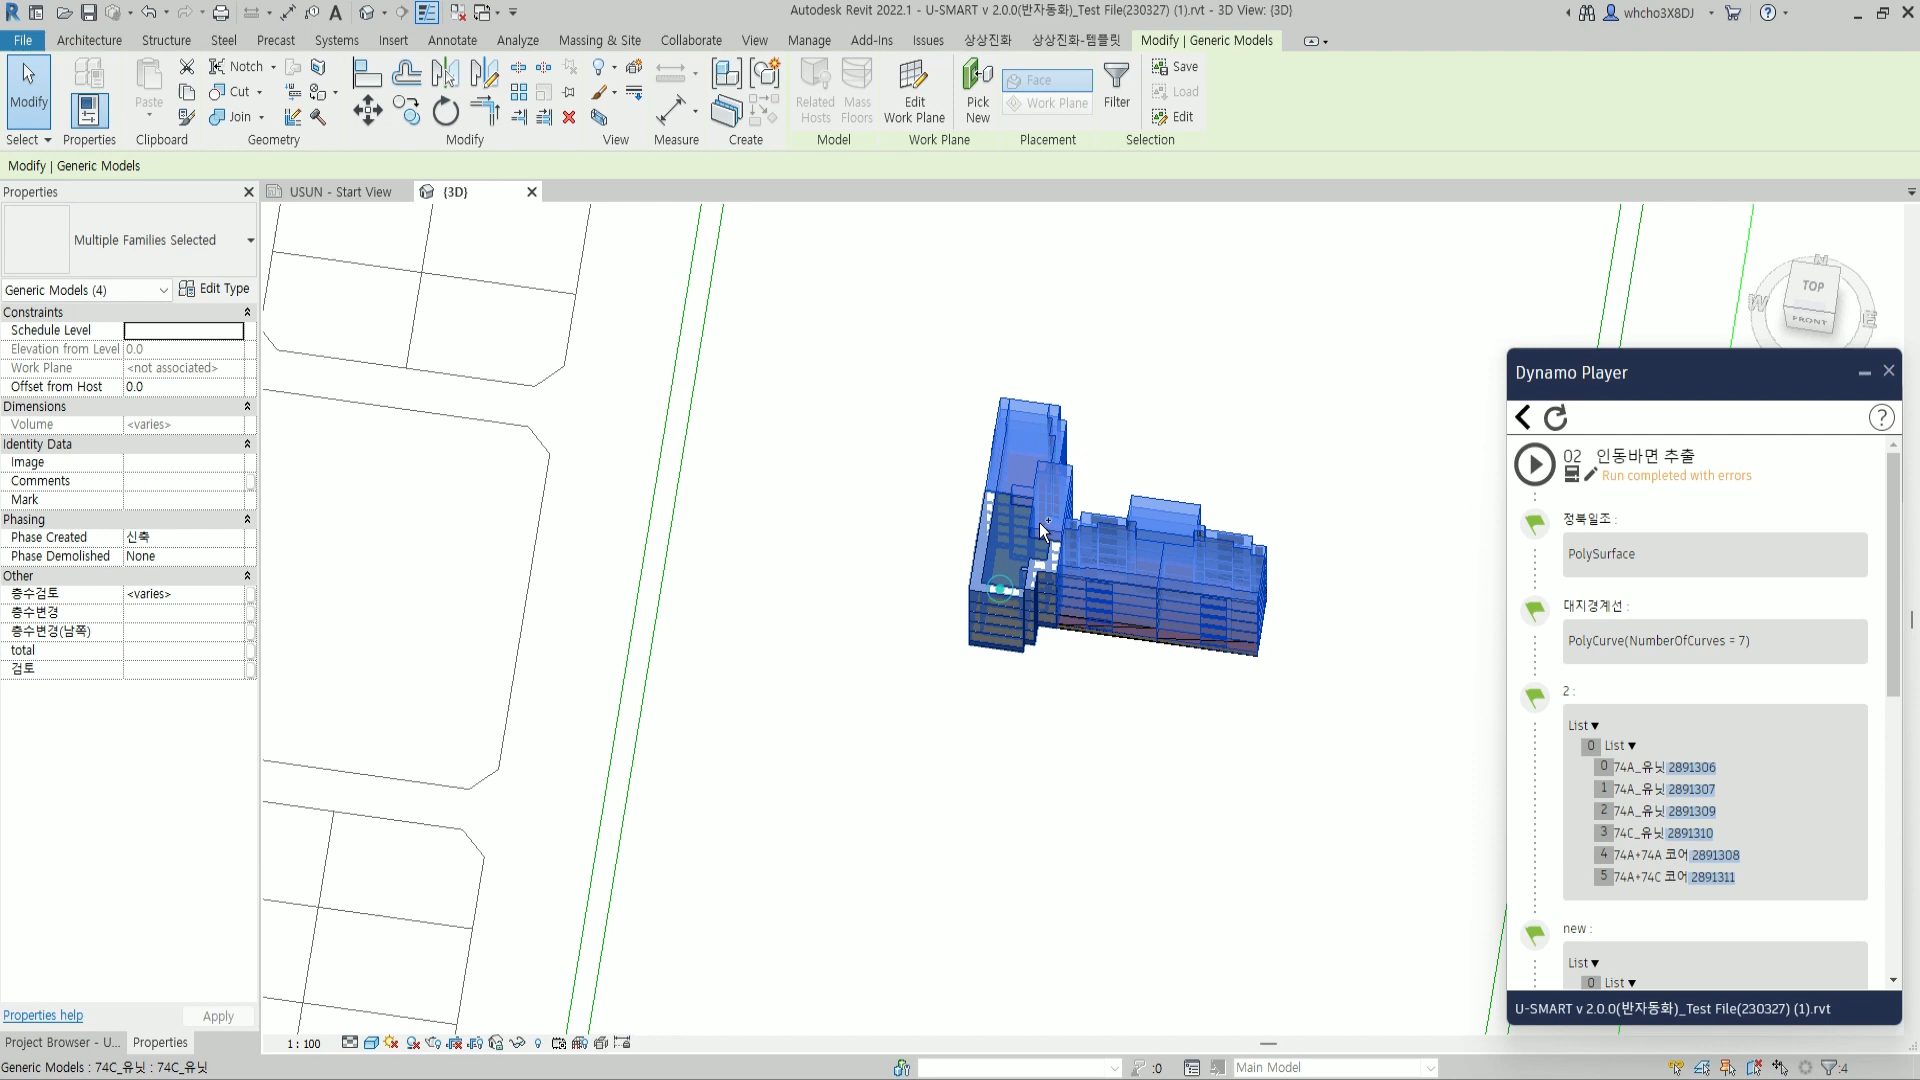 Autodesk Revit 2022.1 - U-SMART v 2.0.0(반자동화)_Test File(230327) (1).rvt - 3D View: {3D}
whcho3X8DJ
File Architecture Structure Steel Precast Systems Insert Annotate Analyze Massing & Site Collaborate View Manage Add-Ins Issues 상상진화 상상진화-템플릿 Modify | Generic Models
Modify
Paste
Notch
Cut
Join
Related Hosts
Mass Floors
Edit Work Plane
Pick New
Face
Work Plane
Filter
Save
Load
Edit
Select Properties Clipboard Geometry Modify View Measure Create Model Work Plane Placement Selection
Modify | Generic Models
Properties
USUN - Start View
{3D}
Multiple Families Selected
Generic Models (4)
Edit Type
Constraints
Schedule Level
Elevation from Level 0.0
Work Plane <not associated>
Offset from Host 0.0
Dimensions
Volume <varies>
Identity Data
Image
Comments
Mark
Phasing
Phase Created 신축
Phase Demolished None
Other
층수검토 <varies>
층수변경
층수변경(남쪽)
total
검토
Properties help
Apply
Project Browser - U...
Properties
TOP
FRONT
N
W
E
Dynamo Player
02 인동바면 추출
Run completed with errors
정북일조 :
PolySurface
대지경계선 :
PolyCurve(NumberOfCurves = 7)
2 :
List ▼
0 List ▼
0 74A_유닛 2891306
1 74A_유닛 2891307
2 74A_유닛 2891309
3 74C_유닛 2891310
4 74A+74A 코어 2891308
5 74A+74C 코어 2891311
new :
List ▼
0 List ▼
U-SMART v 2.0.0(반자동화)_Test File(230327) (1).rvt
1 : 100
Generic Models : 74C_유닛 : 74C_유닛
:0
Main Model
:4